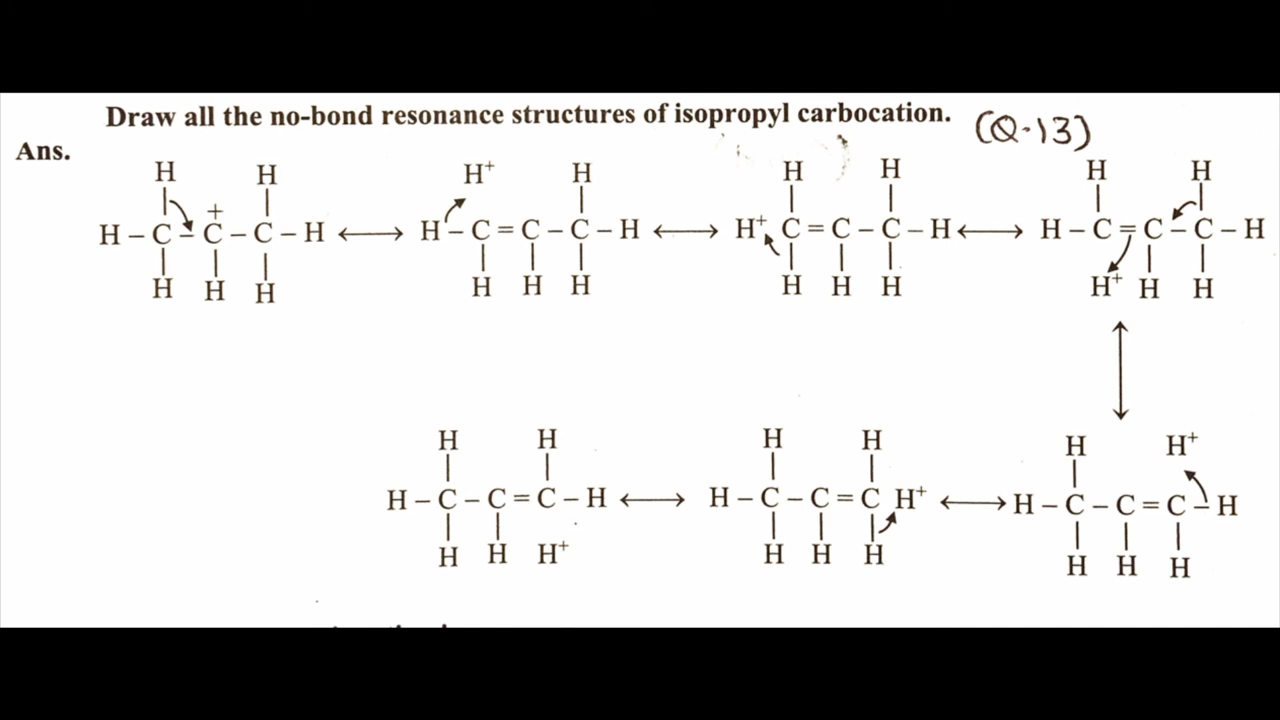 Draw all the no-bond resonance structures of isopropyl carbocation. (Q.13)
Ans.
H H H⁺ H H H H H
H – C – C⁺ – C – H ⟷ H – C = C – C – H ⟷ H⁺ C = C – C – H ⟷ H – C = C – C – H
H H H H H H H H H H⁺ H H
H H H H H H⁺
H – C – C = C – H ⟷ H – C – C = C H⁺ ⟷ H – C – C = C – H
H H H⁺ H H H H H H